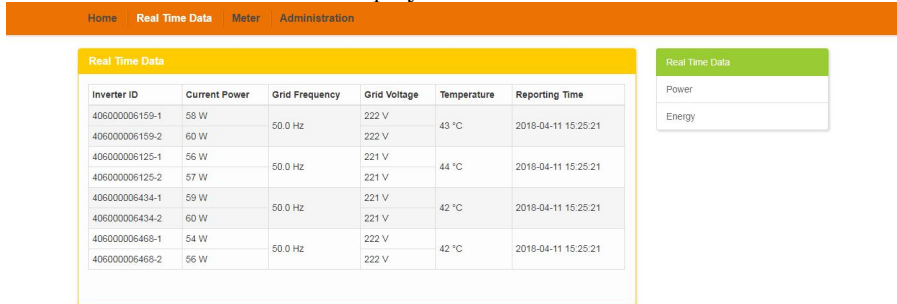 Home Real Time Data Meter Administration
Real Time Data
Inverter ID Current Power Grid Frequency Grid Voltage Temperature Reporting Time
406000006159-1 58 W 50.0 Hz 222 V 43 °C 2018-04-11 15:25:21
406000006159-2 60 W 222 V
406000006125-1 56 W 50.0 Hz 221 V 44 °C 2018-04-11 15:25:21
406000006125-2 57 W 221 V
406000006434-1 59 W 50.0 Hz 221 V 42 °C 2018-04-11 15:25:21
406000006434-2 60 W 221 V
406000006468-1 54 W 50.0 Hz 222 V 42 °C 2018-04-11 15:25:21
406000006468-2 56 W 222 V
Real Time Data
Power
Energy